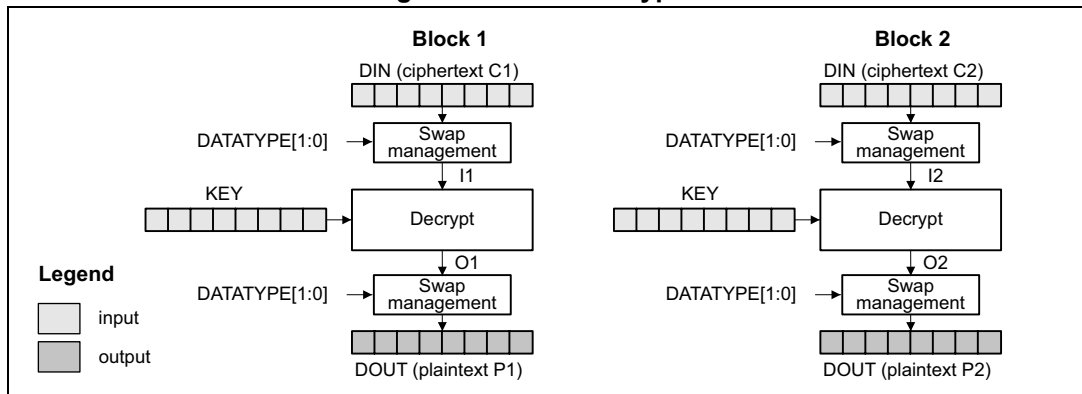 Block 1
DIN (ciphertext C1)
DATATYPE[1:0]
Swap
management
I1
KEY
Decrypt
O1
DATATYPE[1:0]
Swap
management
DOUT (plaintext P1)
Block 2
DIN (ciphertext C2)
DATATYPE[1:0]
Swap
management
I2
KEY
Decrypt
O2
DATATYPE[1:0]
Swap
management
DOUT (plaintext P2)
Legend
input
output